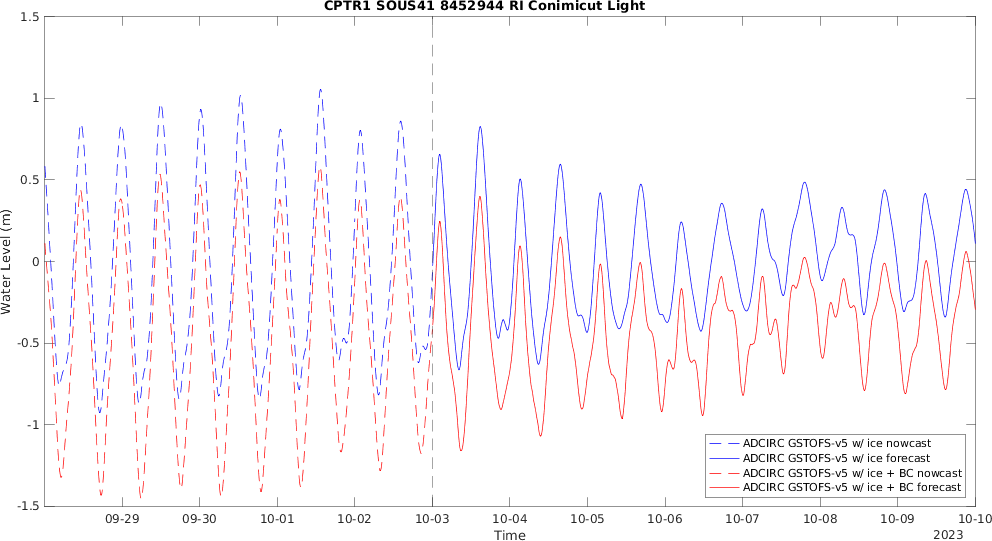 CPTR1 SOUS41 8452944 RI Conimicut Light
1.5
1
0.5
0
-0.5
-1
-1.5
Water Level (m)
09-29 09-30 10-01 10-02 10-03 10-04 10-05 10-06 10-07 10-08 10-09 10-10
Time
2023
ADCIRC GSTOFS-v5 w/ ice nowcast
ADCIRC GSTOFS-v5 w/ ice forecast
ADCIRC GSTOFS-v5 w/ ice + BC nowcast
ADCIRC GSTOFS-v5 w/ ice + BC forecast